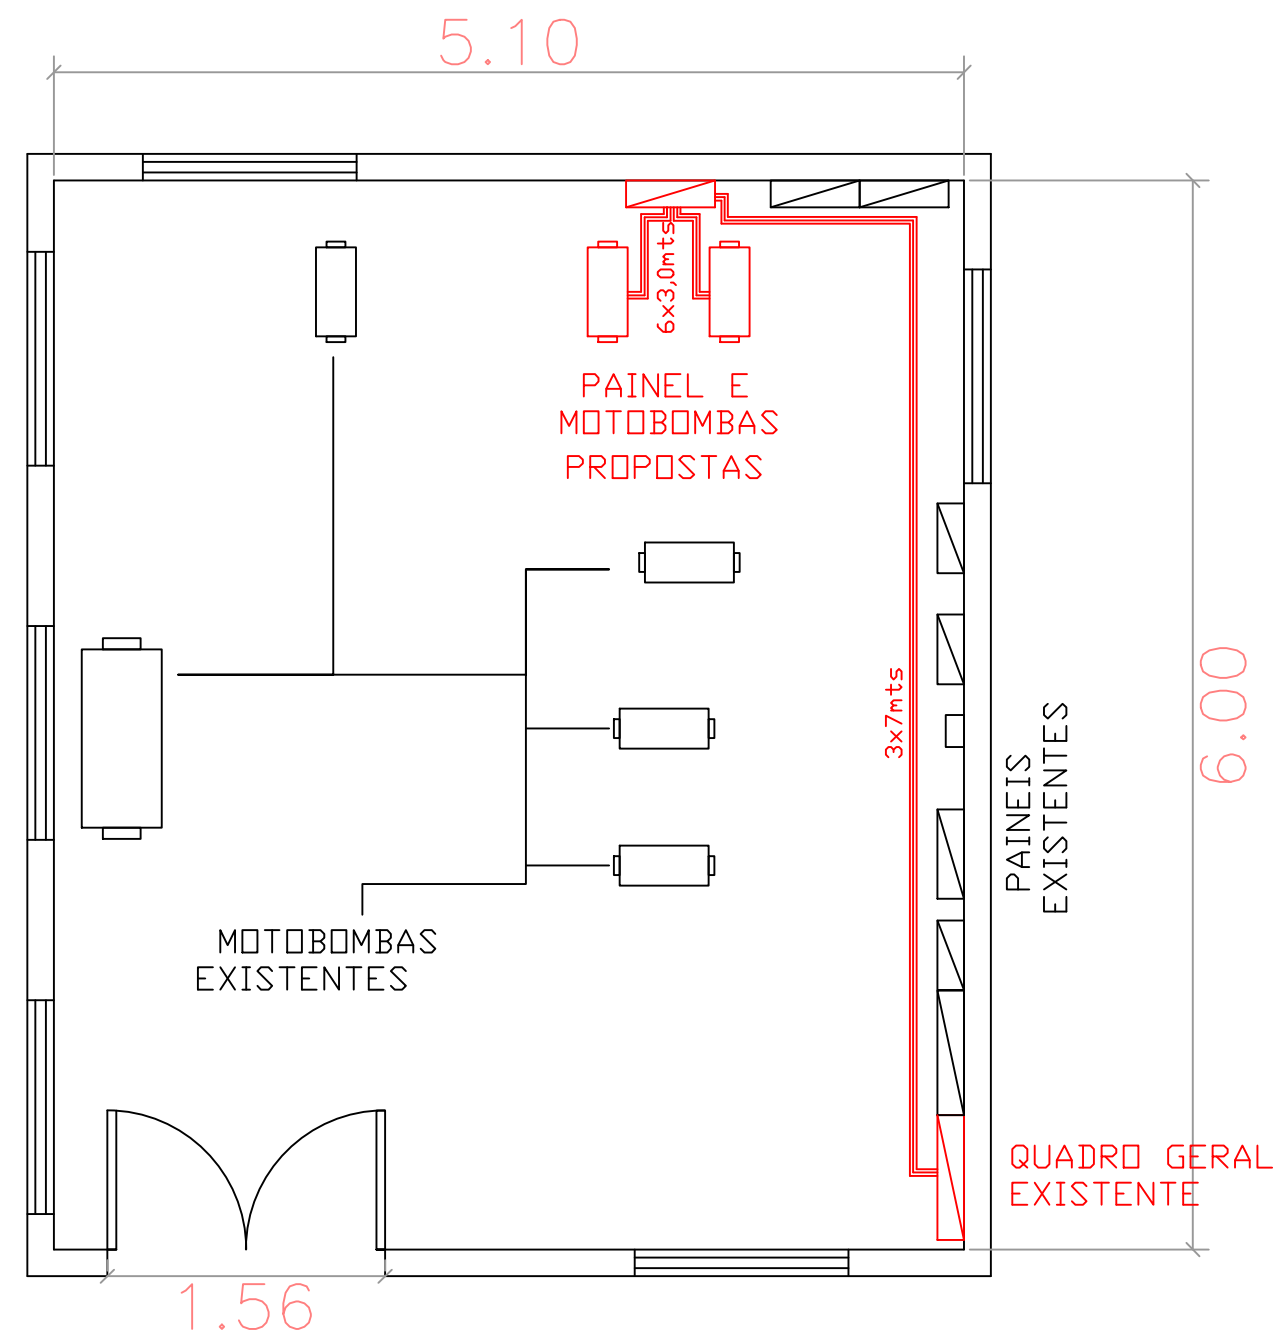 5.10
6x3,0mts
PAINEL E
MOTOBOMBAS
PROPOSTAS
3x7mts
6.00
PAINEIS
EXISTENTES
MOTOBOMBAS
EXISTENTES
QUADRO GERAL
EXISTENTE
1.56